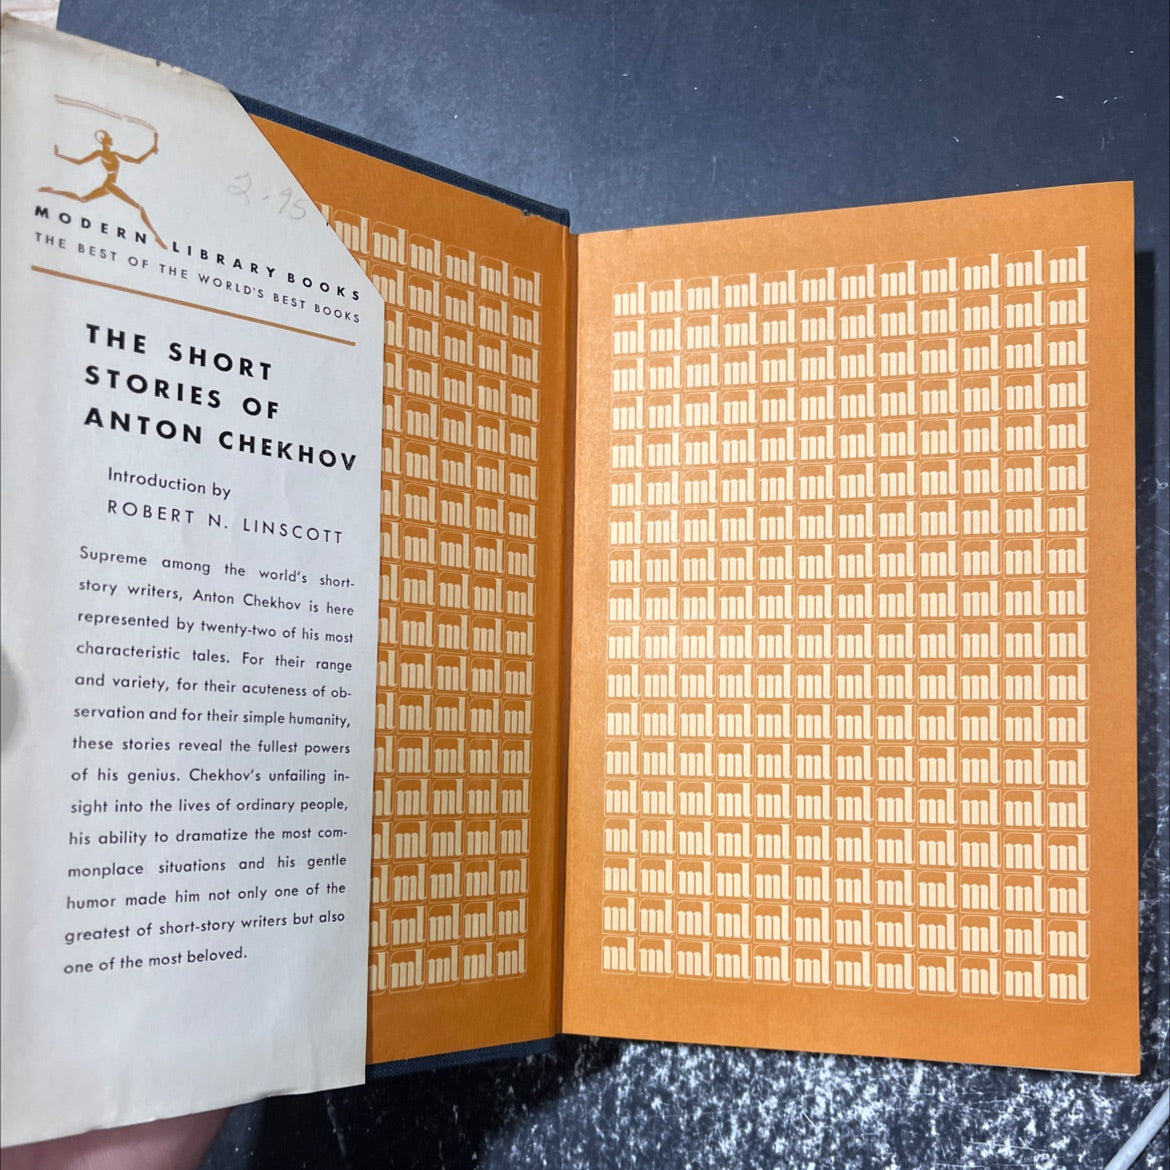 2.95
MODERN LIBRARY BOOKS
THE BEST OF THE WORLD'S BEST BOOKS
THE SHORT
STORIES OF
ANTON CHEKHOV
Introduction by
ROBERT N. LINSCOTT
Supreme among the world's short-
story writers, Anton Chekhov is here
represented by twenty-two of his most
characteristic tales. For their range
and variety, for their acuteness of ob-
servation and for their simple humanity,
these stories reveal the fullest powers
of his genius. Chekhov's unfailing in-
sight into the lives of ordinary people,
his ability to dramatize the most com-
monplace situations and his gentle
humor made him not only one of the
greatest of short-story writers but also
one of the most beloved.
ml